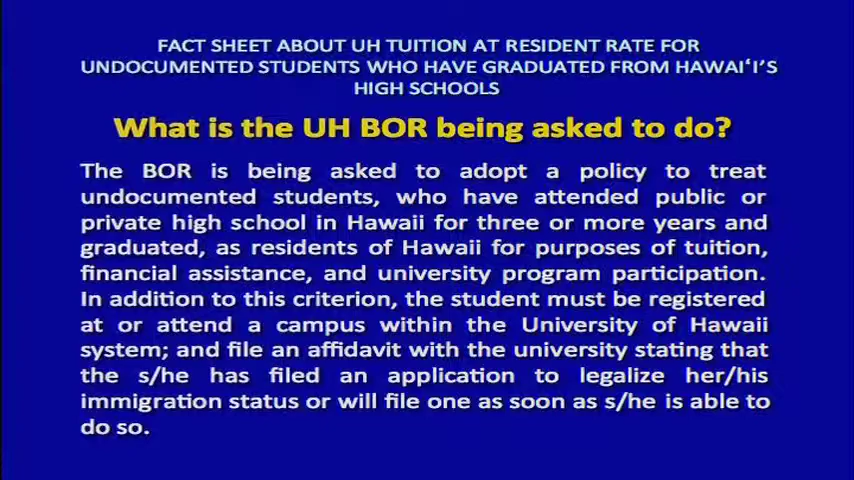 FACT SHEET ABOUT UH TUITION AT RESIDENT RATE FOR
UNDOCUMENTED STUDENTS WHO HAVE GRADUATED FROM HAWAIʻI’S
HIGH SCHOOLS
What is the UH BOR being asked to do?
The BOR is being asked to adopt a policy to treat
undocumented students, who have attended public or
private high school in Hawaii for three or more years and
graduated, as residents of Hawaii for purposes of tuition,
financial assistance, and university program participation.
In addition to this criterion, the student must be registered
at or attend a campus within the University of Hawaii
system; and file an affidavit with the university stating that
the s/he has filed an application to legalize her/his
immigration status or will file one as soon as s/he is able to
do so.